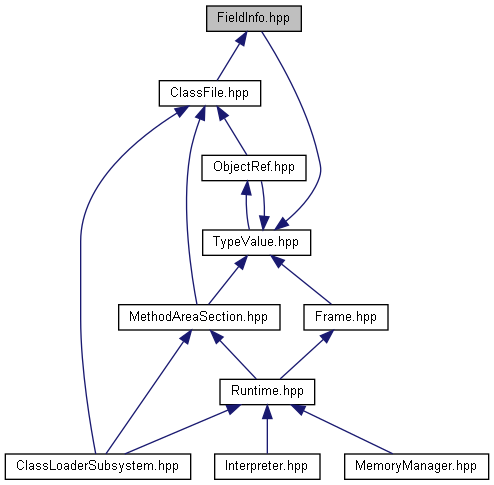 FieldInfo.hpp
ClassFile.hpp
ObjectRef.hpp
TypeValue.hpp
MethodAreaSection.hpp
Frame.hpp
Runtime.hpp
ClassLoaderSubsystem.hpp
Interpreter.hpp
MemoryManager.hpp